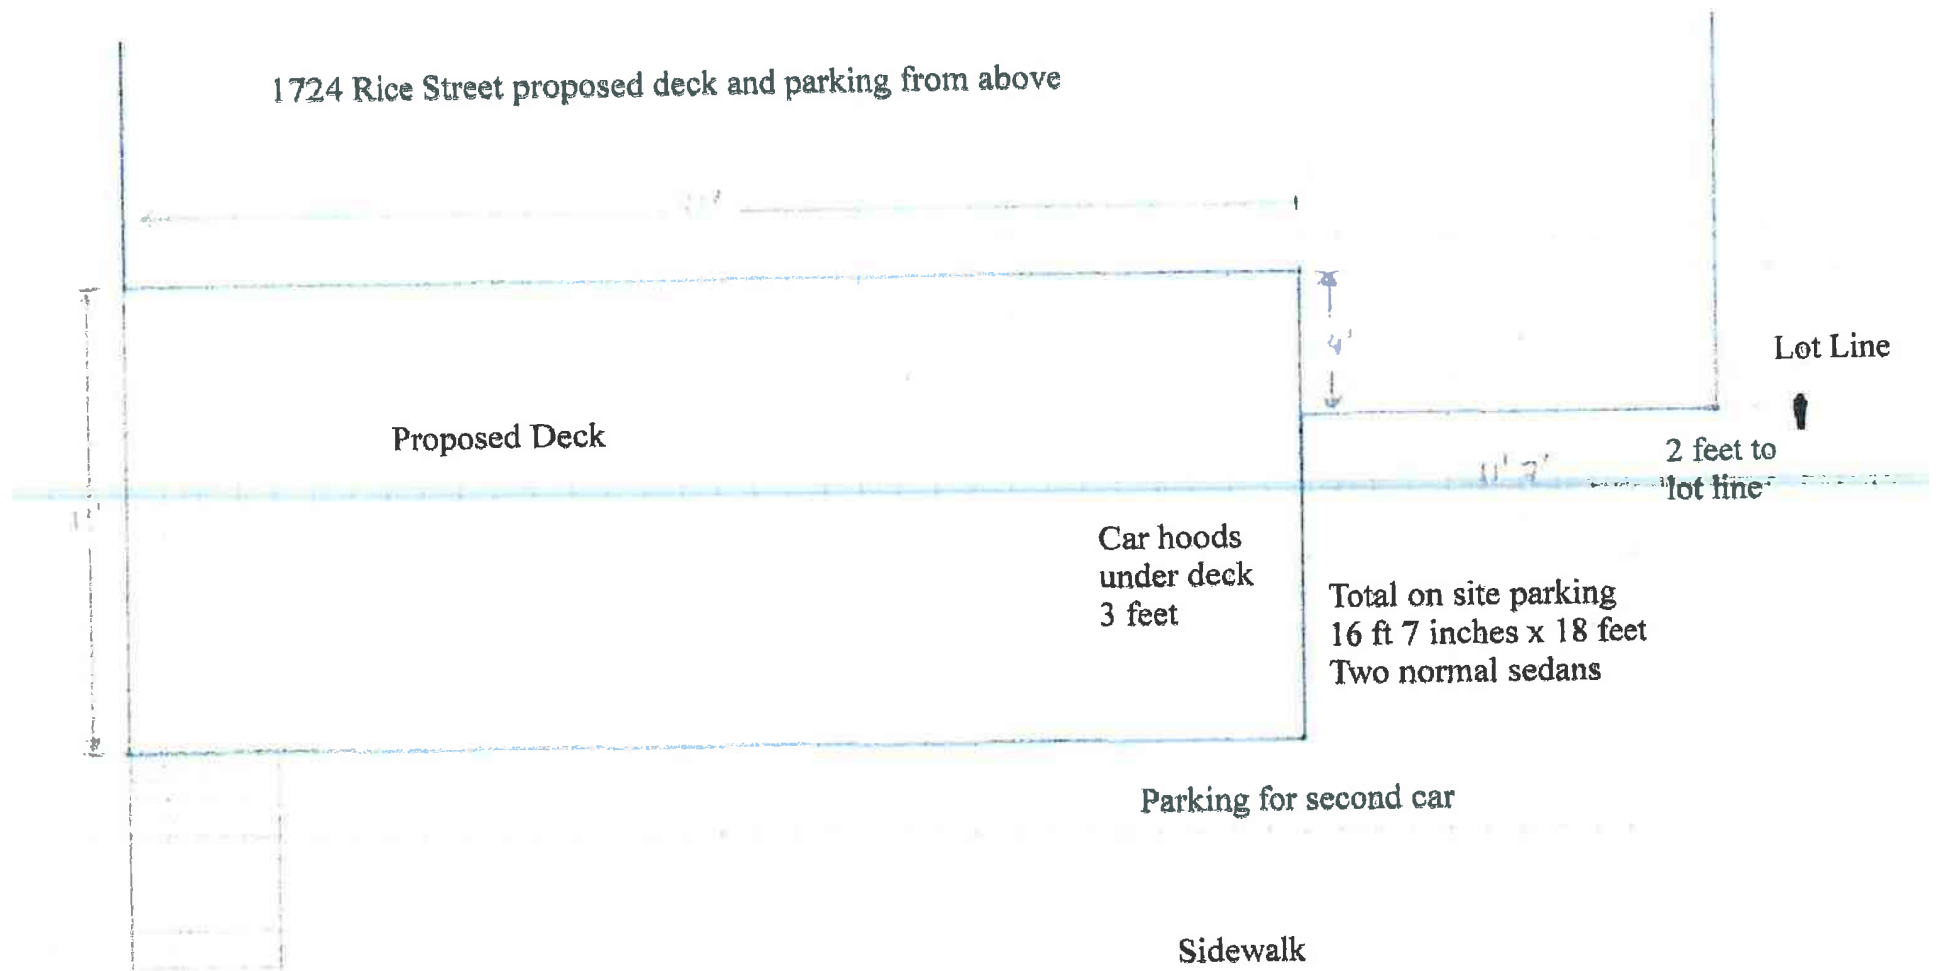 1724 Rice Street proposed deck and parking from above
4'
Lot Line
Proposed Deck
11' 7"
2 feet to
lot line
Car hoods
under deck
3 feet
Total on site parking
16 ft 7 inches x 18 feet
Two normal sedans
Parking for second car
Sidewalk